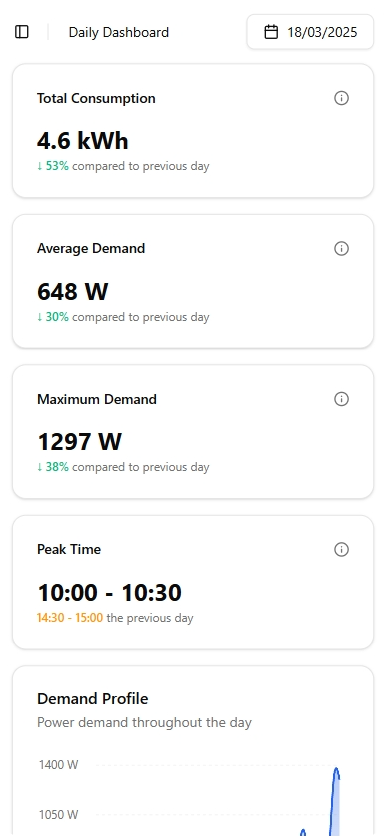 Daily Dashboard
18/03/2025
Total Consumption
4.6 kWh
↓ 53% compared to previous day
Average Demand
648 W
↓ 30% compared to previous day
Maximum Demand
1297 W
↓ 38% compared to previous day
Peak Time
10:00 - 10:30
14:30 - 15:00 the previous day
Demand Profile
Power demand throughout the day
1400 W
1050 W